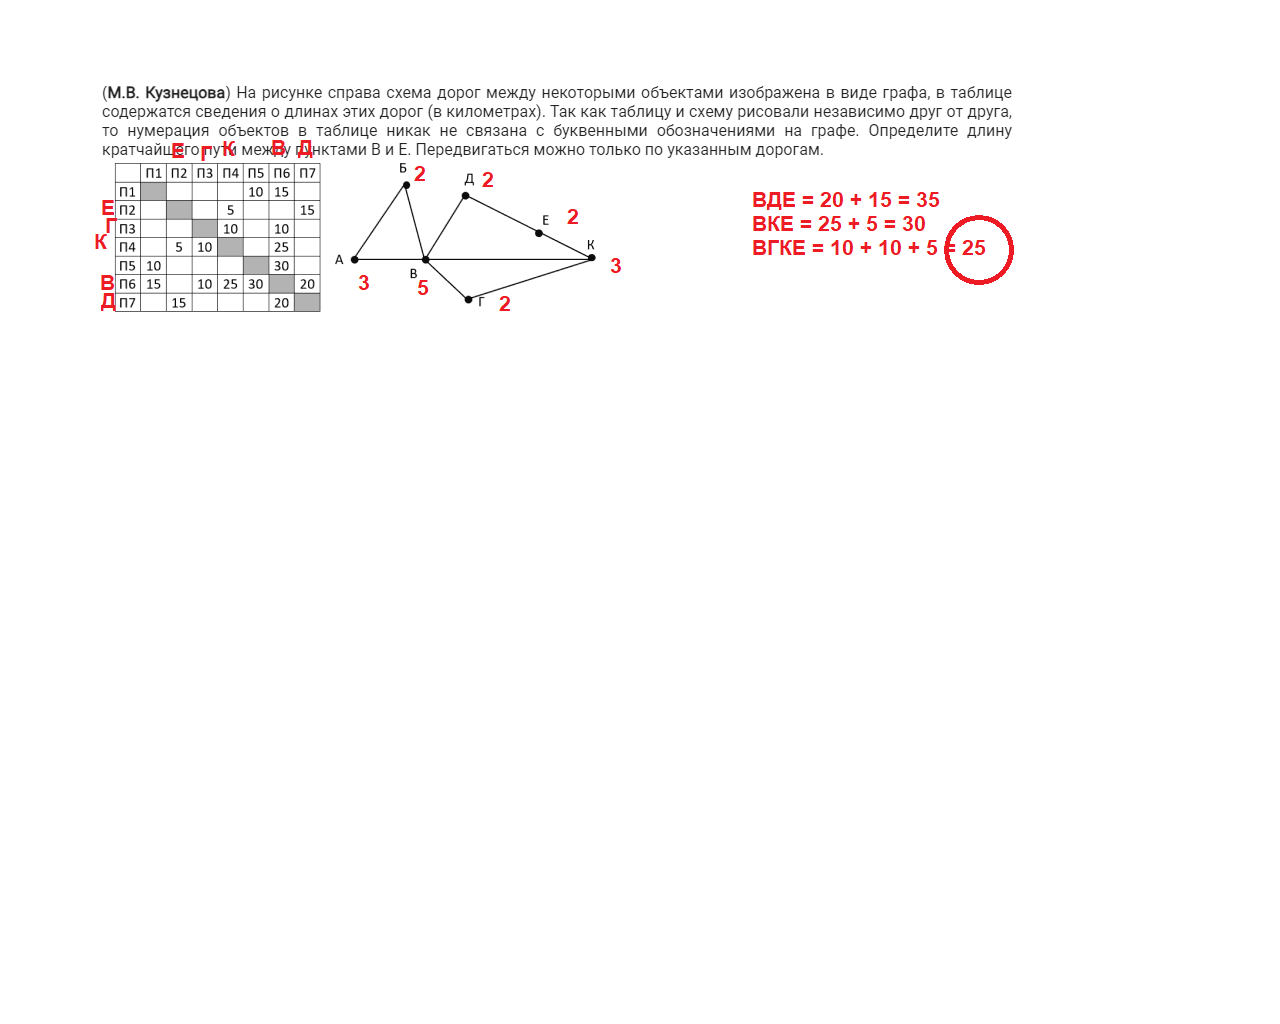 (М.В. Кузнецова) На рисунке справа схема дорог между некоторыми объектами изображена в виде графа, в таблице
содержатся сведения о длинах этих дорог (в километрах). Так как таблицу и схему рисовали независимо друг от друга,
то нумерация объектов в таблице никак не связана с буквенными обозначениями на графе. Определите длину
кратчайшего пути между пунктами В и Е. Передвигаться можно только по указанным дорогам.
Е Г К В Д
П1 П2 П3 П4 П5 П6 П7
П1 10 15
Е П2 5 15
Г П3 10 10
К П4 5 10 25
П5 10 30
В П6 15 10 25 30 20
Д П7 15 20
Б 2
Д 2
Е 2
К 3
А 3
В 5
Г 2
ВДЕ = 20 + 15 = 35
ВКЕ = 25 + 5 = 30
ВГКЕ = 10 + 10 + 5 = 25